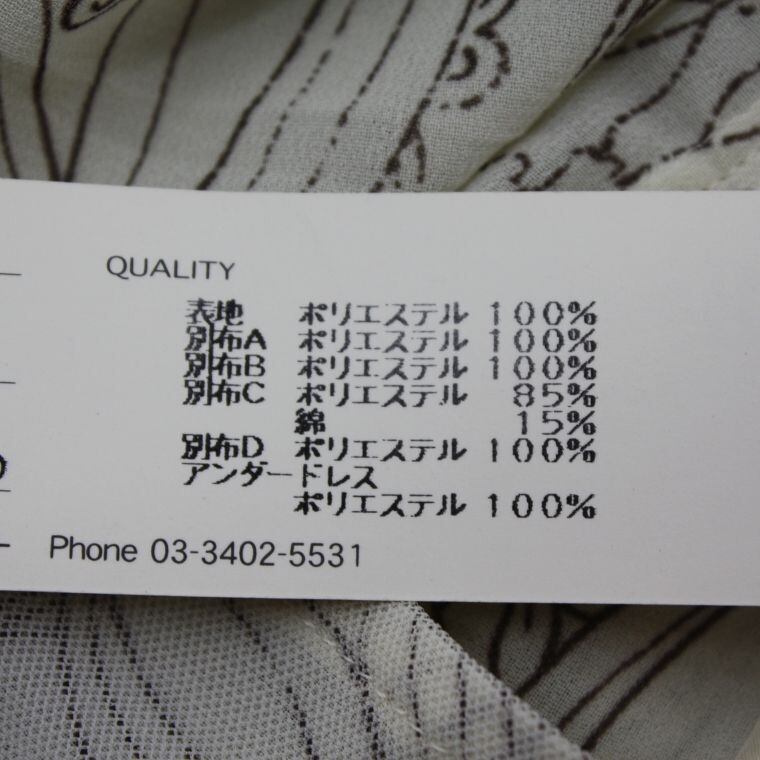 QUALITY
表地 ポリエステル 100%
別布A ポリエステル 100%
別布B ポリエステル 100%
別布C ポリエステル 85%
綿 15%
別布D ポリエステル 100%
アンダードレス
ポリエステル 100%
Phone 03-3402-5531